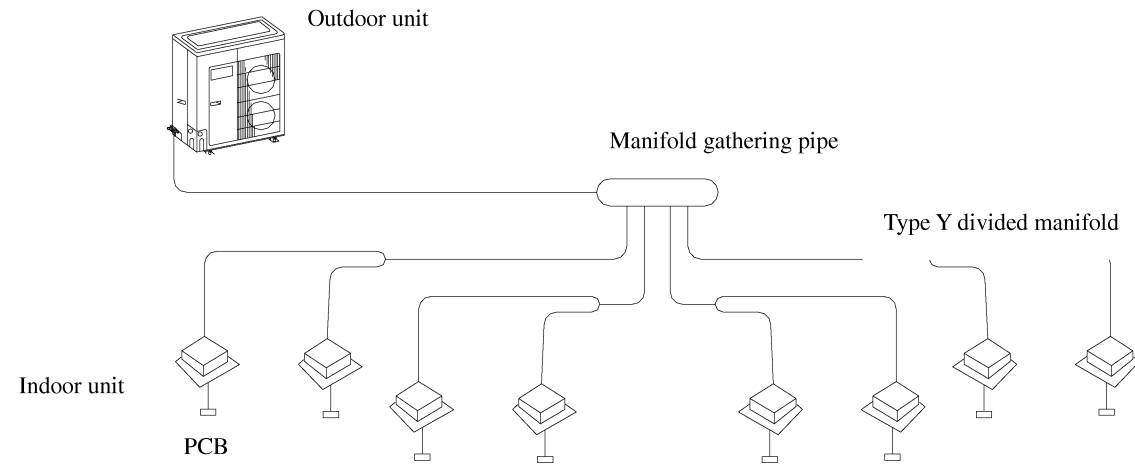 Outdoor unit
Manifold gathering pipe
Type Y divided manifold
Indoor unit
PCB